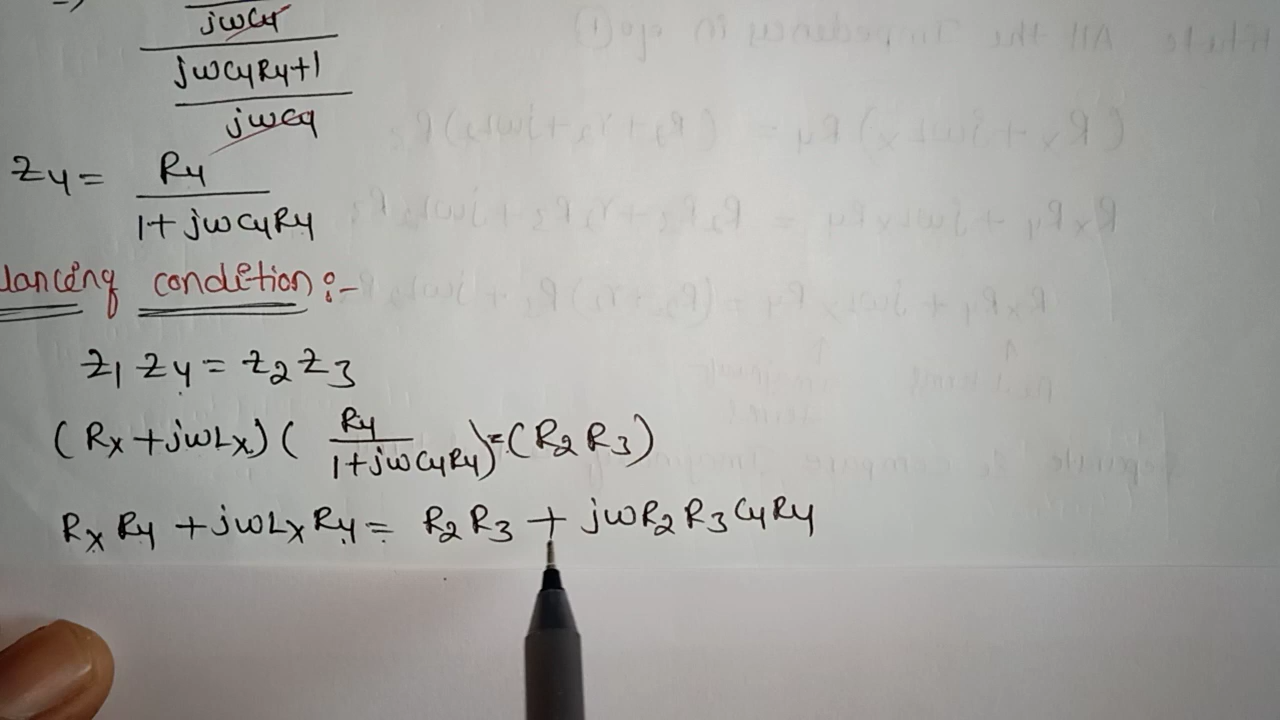 jωC4
jωC4R4+1
jωC4
Z4 = R4
1+jωC4R4
lancing condition :-
Z1 Z4 = Z2 Z3
(Rx + jωLx) ( R4 / 1+jωC4R4 ) = (R2 R3)
Rx R4 + jωLx R4 = R2 R3 + jωR2 R3 C4 R4